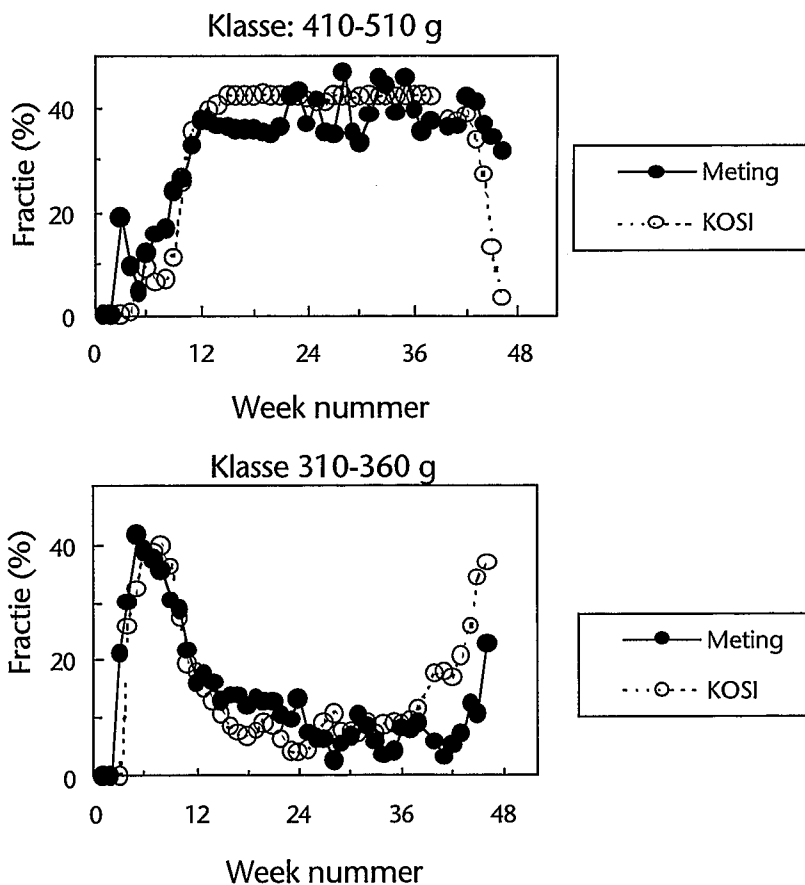 Klasse: 410-510 g
Fractie (%)
40
20
0
0 12 24 36 48
Week nummer
Meting
KOSI
Klasse 310-360 g
Fractie (%)
40
20
0
0 12 24 36 48
Week nummer
Meting
KOSI